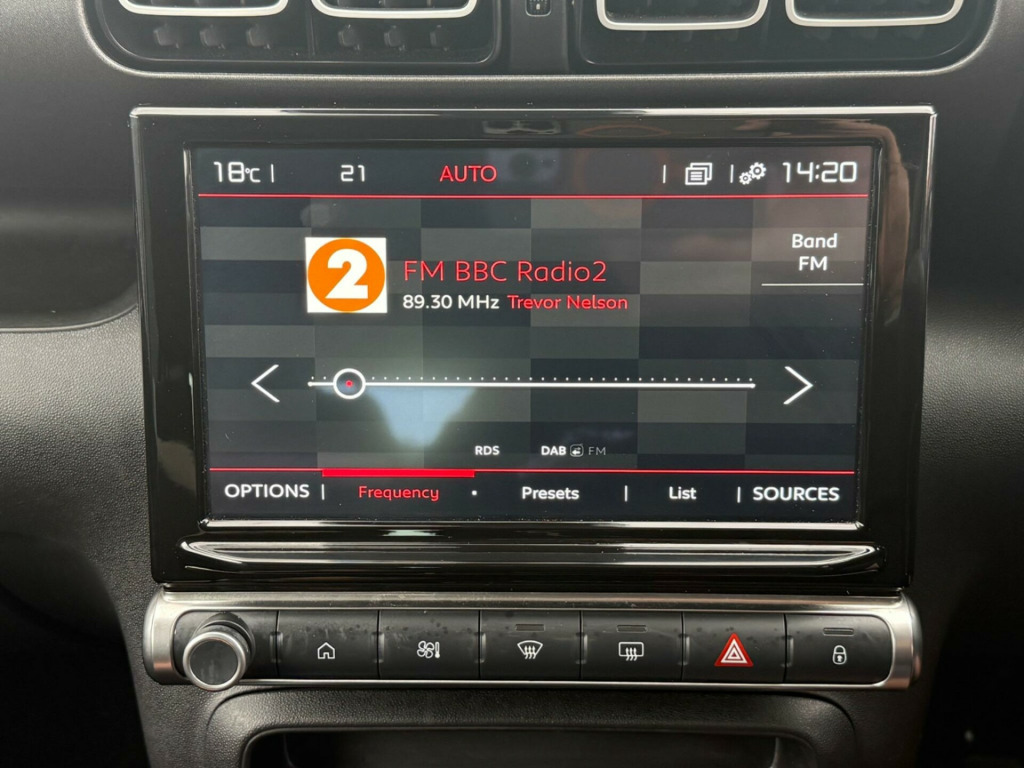 18°C | 21 AUTO | | 14:20
Band
FM
2
FM BBC Radio2
89.30 MHz Trevor Nelson
RDS DAB FM
OPTIONS | Frequency • Presets | List | SOURCES